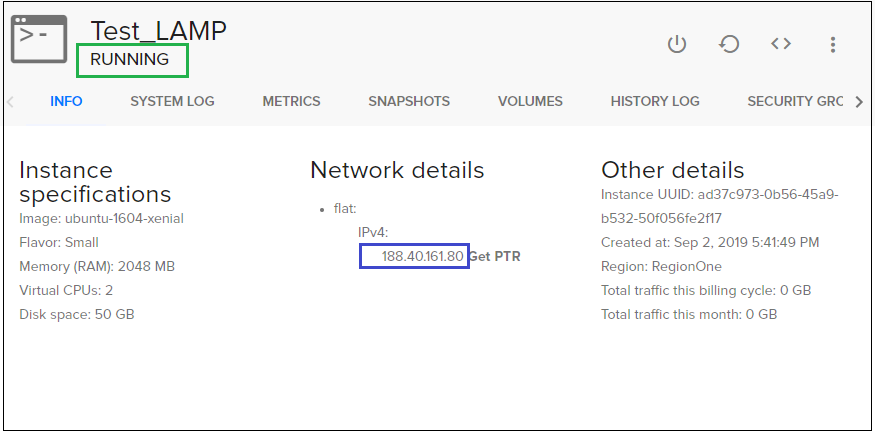 Test_LAMP
RUNNING
INFO SYSTEM LOG METRICS SNAPSHOTS VOLUMES HISTORY LOG SECURITY GRC
Instance
specifications
Image: ubuntu-1604-xenial
Flavor: Small
Memory (RAM): 2048 MB
Virtual CPUs: 2
Disk space: 50 GB
Network details
flat:
IPv4:
188.40.161.80 Get PTR
Other details
Instance UUID: ad37c973-0b56-45a9-
b532-50f056fe2f17
Created at: Sep 2, 2019 5:41:49 PM
Region: RegionOne
Total traffic this billing cycle: 0 GB
Total traffic this month: 0 GB